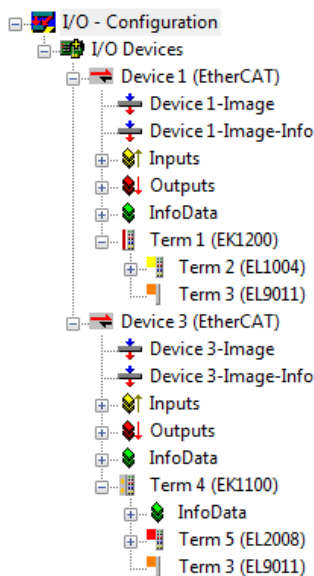 I/O - Configuration
I/O Devices
Device 1 (EtherCAT)
Device 1-Image
Device 1-Image-Info
Inputs
Outputs
InfoData
Term 1 (EK1200)
Term 2 (EL1004)
Term 3 (EL9011)
Device 3 (EtherCAT)
Device 3-Image
Device 3-Image-Info
Inputs
Outputs
InfoData
Term 4 (EK1100)
InfoData
Term 5 (EL2008)
Term 3 (EL9011)